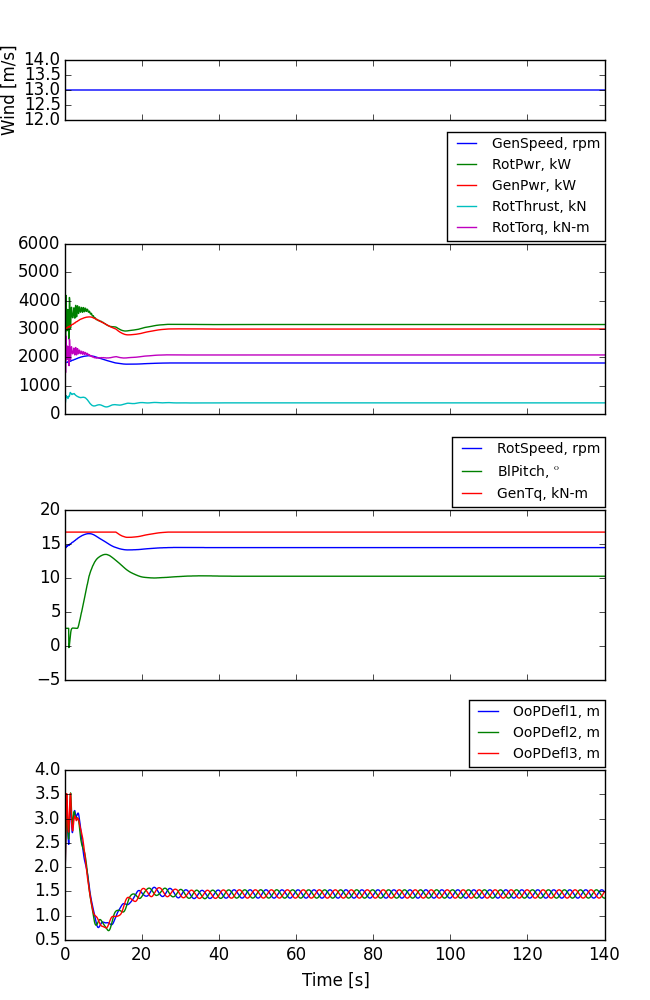 Wind [m/s]
14.0
13.5
13.0
12.5
12.0
GenSpeed, rpm
RotPwr, kW
GenPwr, kW
RotThrust, kN
RotTorq, kN-m
6000
5000
4000
3000
2000
1000
0
RotSpeed, rpm
BlPitch, °
GenTq, kN-m
20
15
10
5
0
−5
OoPDefl1, m
OoPDefl2, m
OoPDefl3, m
4.0
3.5
3.0
2.5
2.0
1.5
1.0
0.5
0 20 40 60 80 100 120 140
Time [s]